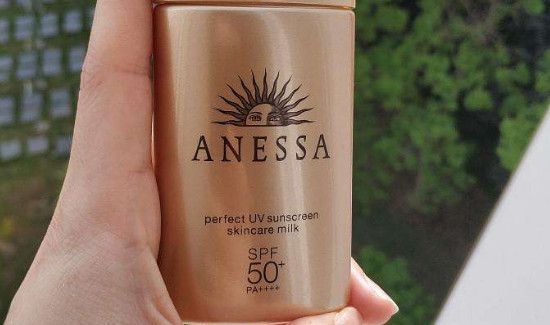 ANESSA
perfect UV sunscreen
skincare milk
SPF
50+
PA++++